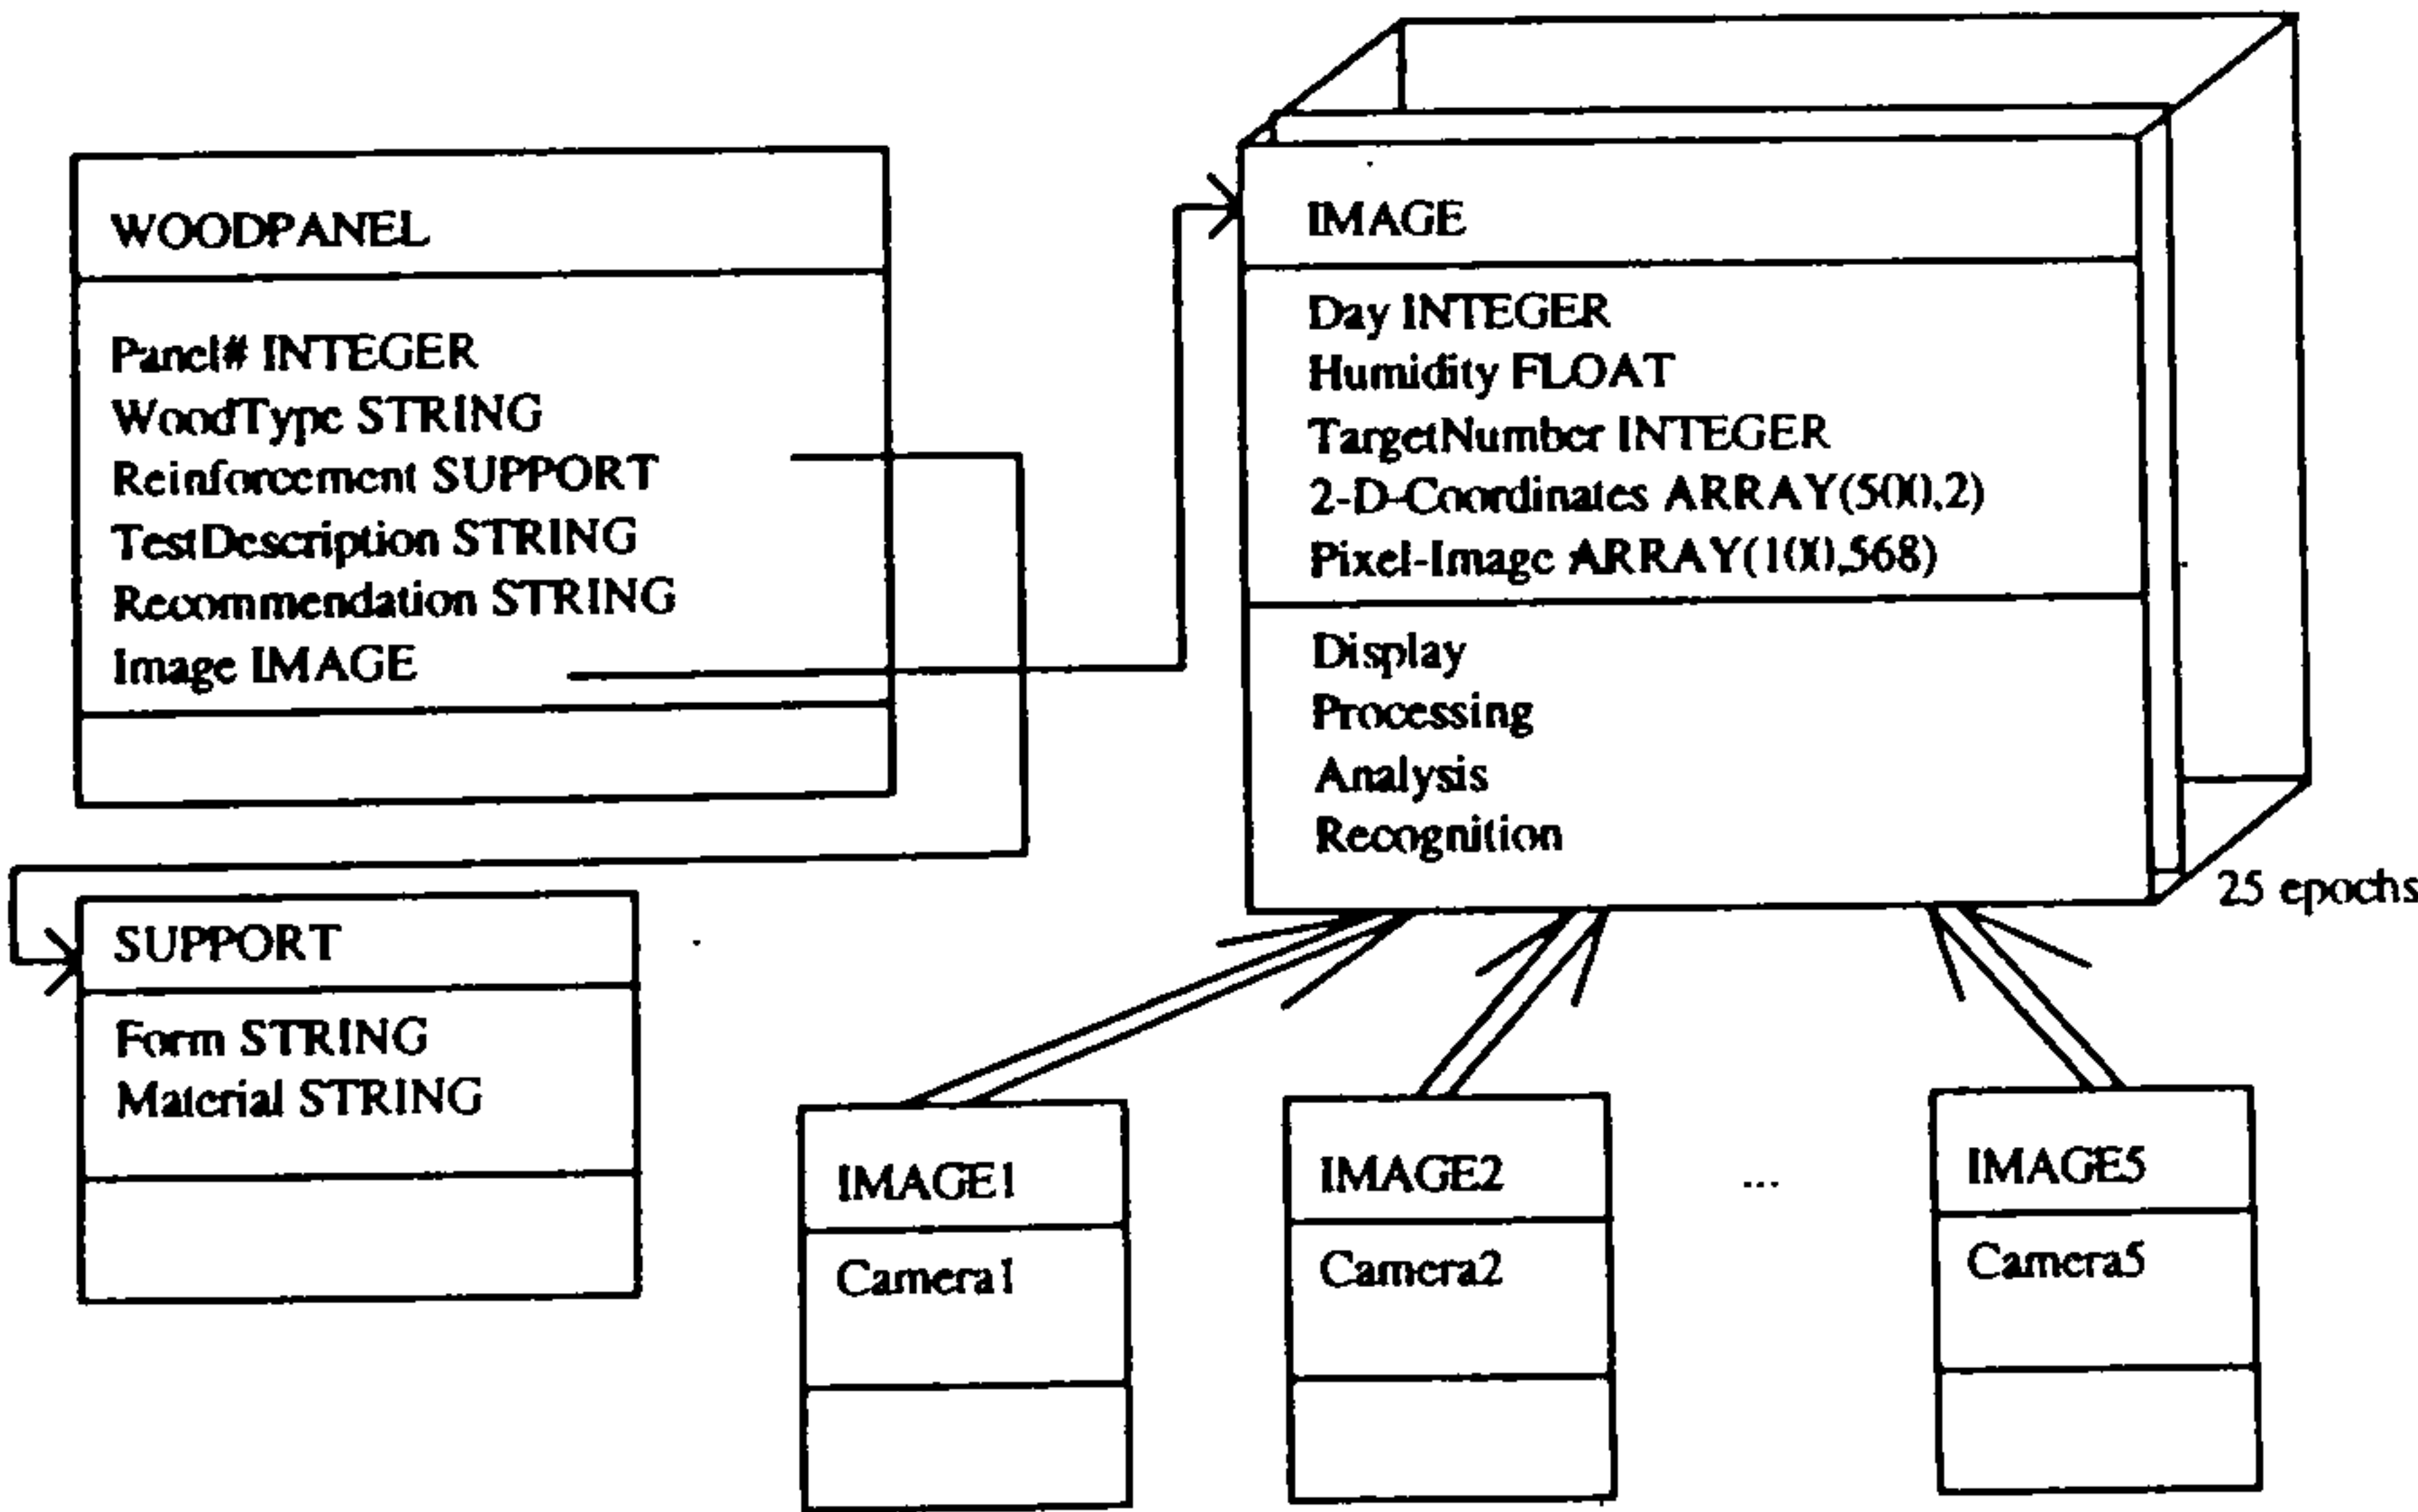 WOODPANEL
Panel# INTEGER
WoodType STRING
Reinforcement SUPPORT
TestDescription STRING
Recommendation STRING
Image IMAGE
IMAGE
Day INTEGER
Humidity FLOAT
TargetNumber INTEGER
2-D-Coordinates ARRAY(500,2)
Pixel-Image ARRAY(100,568)
Display
Processing
Analysis
Recognition
25 epochs
SUPPORT
Form STRING
Material STRING
IMAGE1
Camera1
IMAGE2
Camera2
...
IMAGE5
Camera5